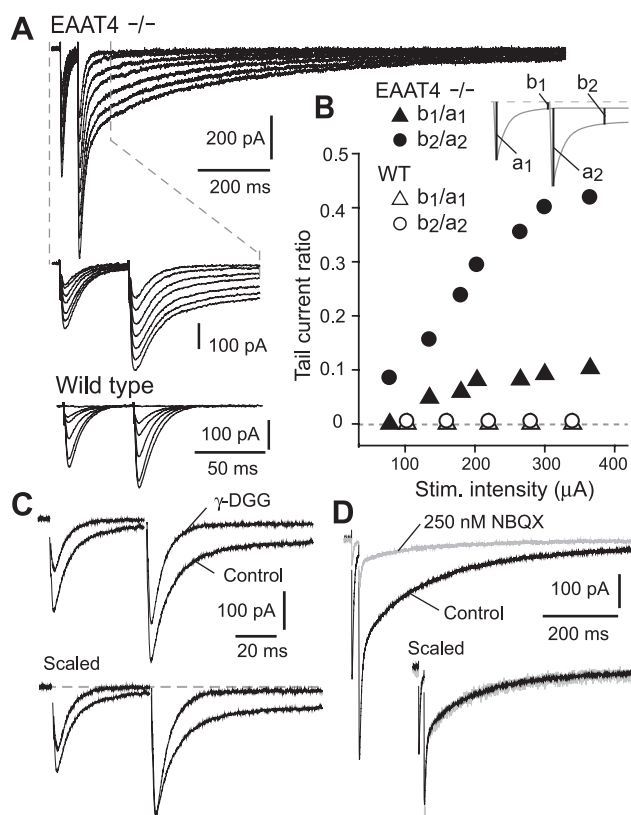 A
EAAT4 −/−
200 pA
200 ms
100 pA
Wild type
100 pA
50 ms
B
EAAT4 −/−
b1/a1
b2/a2
WT
b1/a1
b2/a2
b1
b2
a1
a2
0.5
0.4
0.3
0.2
0.1
0
Tail current ratio
100
200
300
400
Stim. intensity (μA)
C
γ-DGG
Control
100 pA
20 ms
Scaled
D
250 nM NBQX
Control
100 pA
200 ms
Scaled